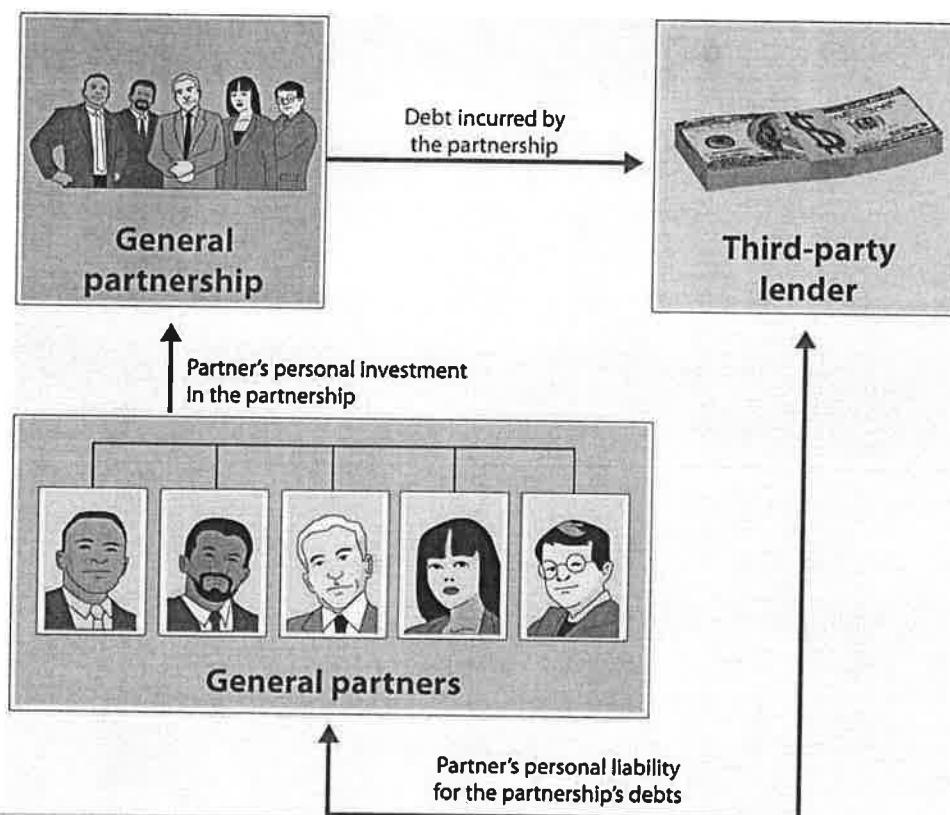 General
partnership
Debt incurred by
the partnership
Third-party
lender
Partner's personal investment
in the partnership
General partners
Partner's personal liability
for the partnership's debts